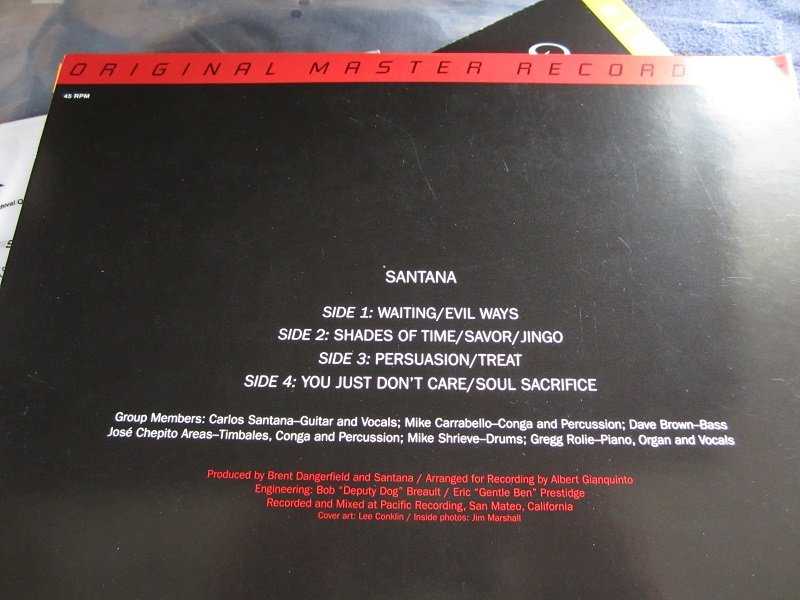 ORIGINAL MASTER RECORD
45 RPM
SANTANA
SIDE 1: WAITING/EVIL WAYS
SIDE 2: SHADES OF TIME/SAVOR/JINGO
SIDE 3: PERSUASION/TREAT
SIDE 4: YOU JUST DON'T CARE/SOUL SACRIFICE
Group Members: Carlos Santana–Guitar and Vocals; Mike Carrabello–Conga and Percussion; Dave Brown–Bass
José Chepito Areas–Timbales, Conga and Percussion; Mike Shrieve–Drums; Gregg Rolie–Piano, Organ and Vocals
Produced by Brent Dangerfield and Santana / Arranged for Recording by Albert Gianquinto
Engineering: Bob "Deputy Dog" Breault / Eric "Gentle Ben" Prestidge
Recorded and Mixed at Pacific Recording, San Mateo, California
Cover art: Lee Conklin / Inside photos: Jim Marshall